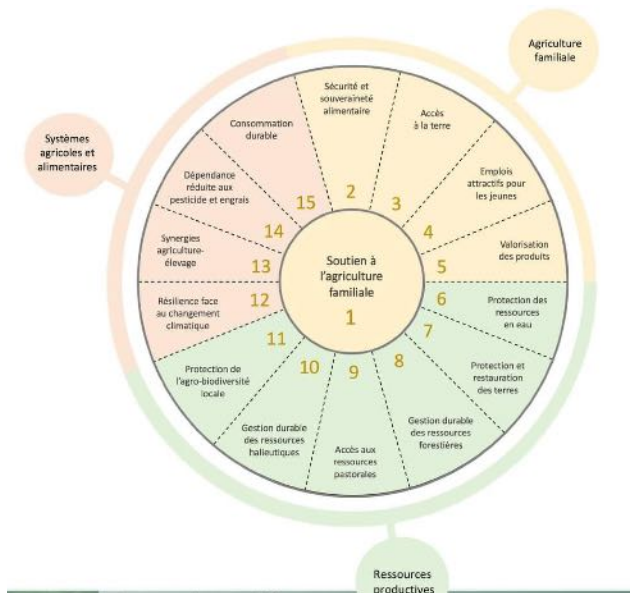 Agriculture
familiale
Systèmes
agricoles et
alimentaires
Soutien à
l'agriculture
familiale
1
Sécurité et
souveraineté
alimentaire
2
Accès
à la terre
3
Emplois
attractifs pour
les jeunes
4
Valorisation
des produits
5
Protection des
ressources
en eau
6
Protection et
restauration
des terres
7
Gestion durable
des ressources
forestières
8
Accès aux
ressources
pastorales
9
Gestion durable
des ressources
halieutiques
10
Protection de
l'agro-biodiversité
locale
11
Résilience face
au changement
climatique
12
Synergies
agriculture-
élevage
13
Dépendance
réduite aux
pesticide et engrais
14
Consommation
durable
15
Ressources
productives